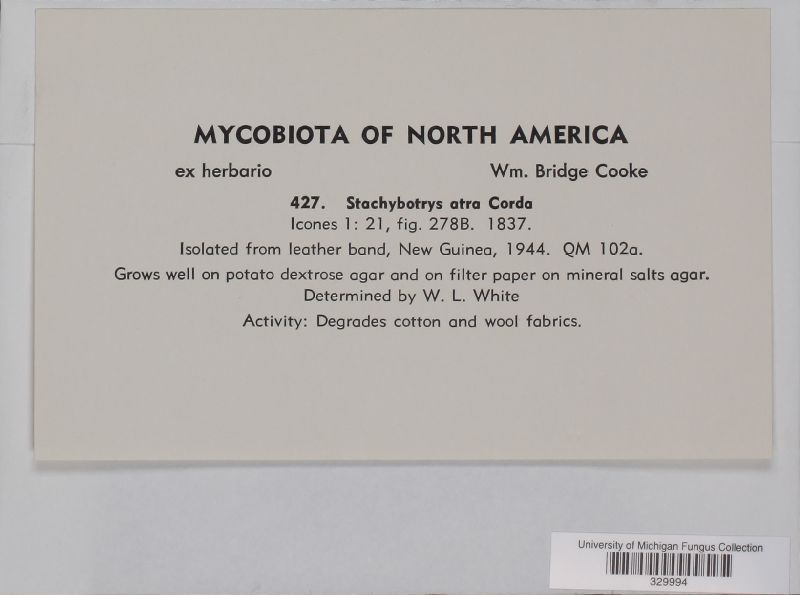 MYCOBIOTA OF NORTH AMERICA
ex herbario Wm. Bridge Cooke
427. Stachybotrys atra Corda
Icones 1: 21, fig. 278B. 1837.
Isolated from leather band, New Guinea, 1944. QM 102a.
Grows well on potato dextrose agar and on filter paper on mineral salts agar.
Determined by W. L. White
Activity: Degrades cotton and wool fabrics.
University of Michigan Fungus Collection
329994